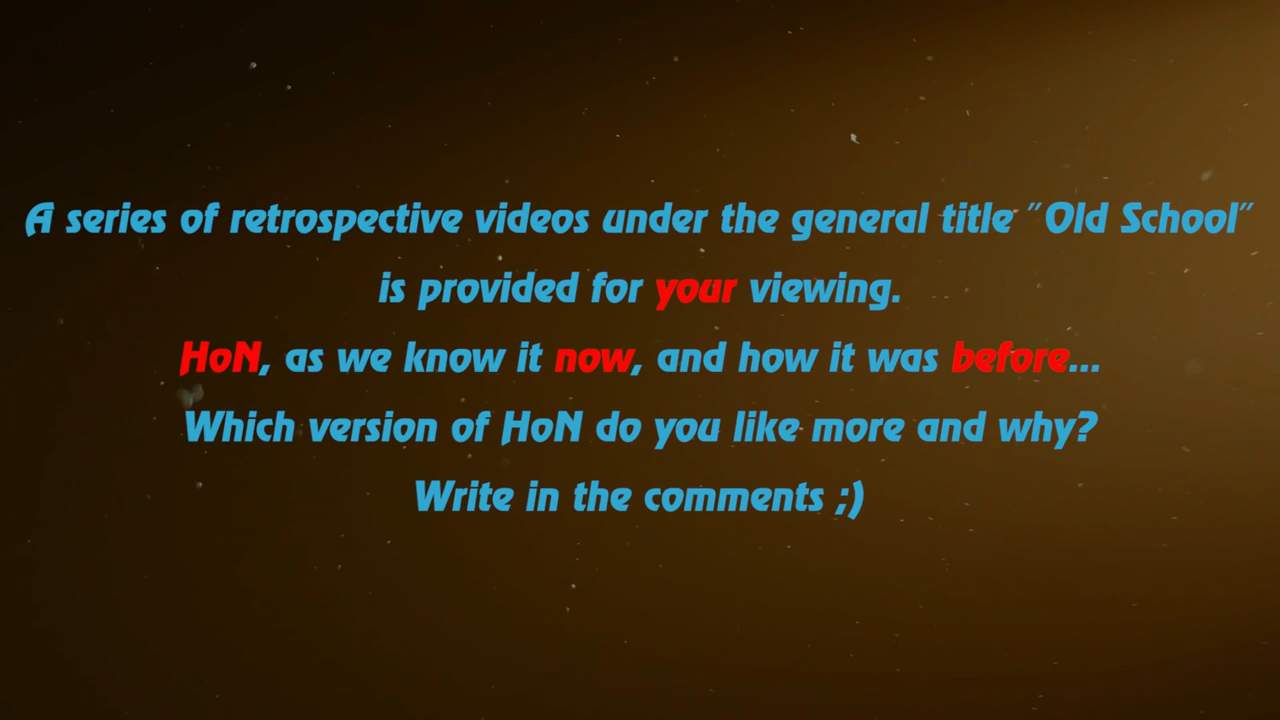 A series of retrospective videos under the general title "Old School"
is provided for your viewing.
HoN, as we know it now, and how it was before...
Which version of HoN do you like more and why?
Write in the comments ;)